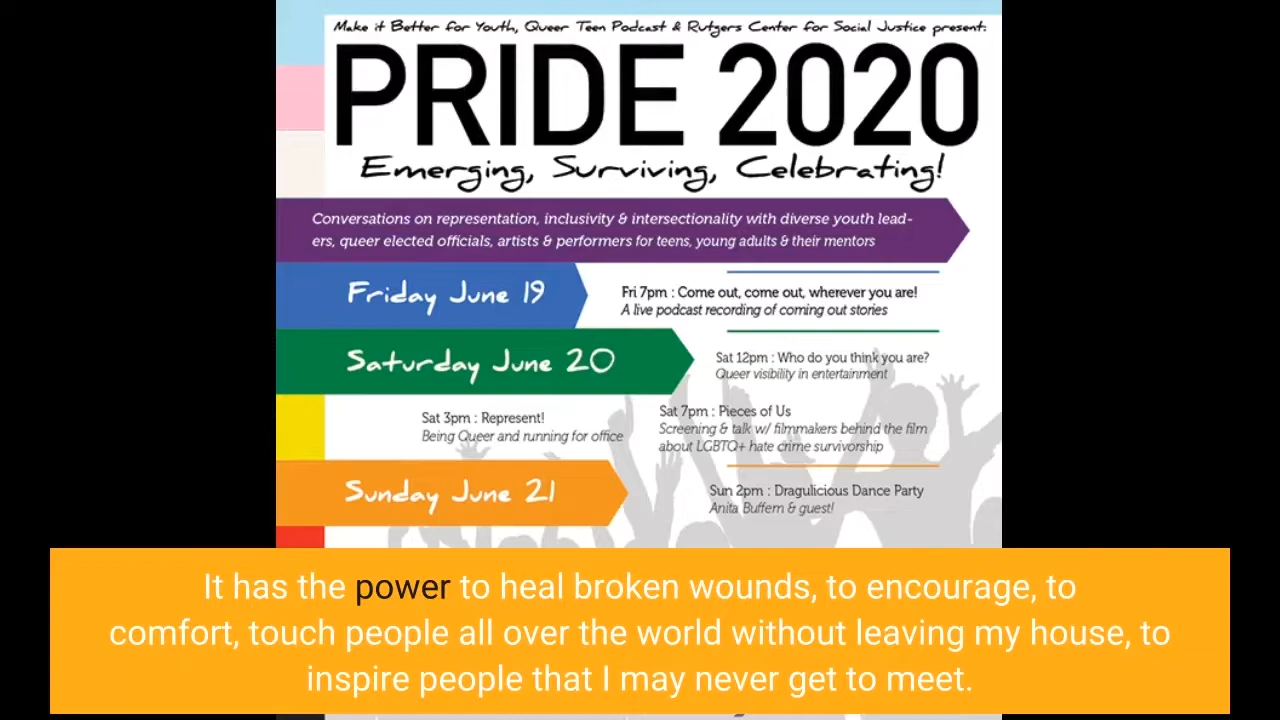 Make it Better for Youth, Queer Teen Podcast & Rutgers Center for Social Justice present:
PRIDE 2020
Emerging, Surviving, Celebrating!
Conversations on representation, inclusivity & intersectionality with diverse youth lead-
ers, queer elected officials, artists & performers for teens, young adults & their mentors
Friday June 19
Fri 7pm : Come out, come out, wherever you are!
A live podcast recording of coming out stories
Saturday June 20
Sat 12pm : Who do you think you are?
Queer visibility in entertainment
Sat 3pm : Represent!
Being Queer and running for office
Sat 7pm : Pieces of Us
Screening & talk w/ filmmakers behind the film
about LGBTQ+ hate crime survivorship
Sunday June 21
Sun 2pm : Dragulicious Dance Party
Anita Buffem & guest!
It has the power to heal broken wounds, to encourage, to
comfort, touch people all over the world without leaving my house, to
inspire people that I may never get to meet.